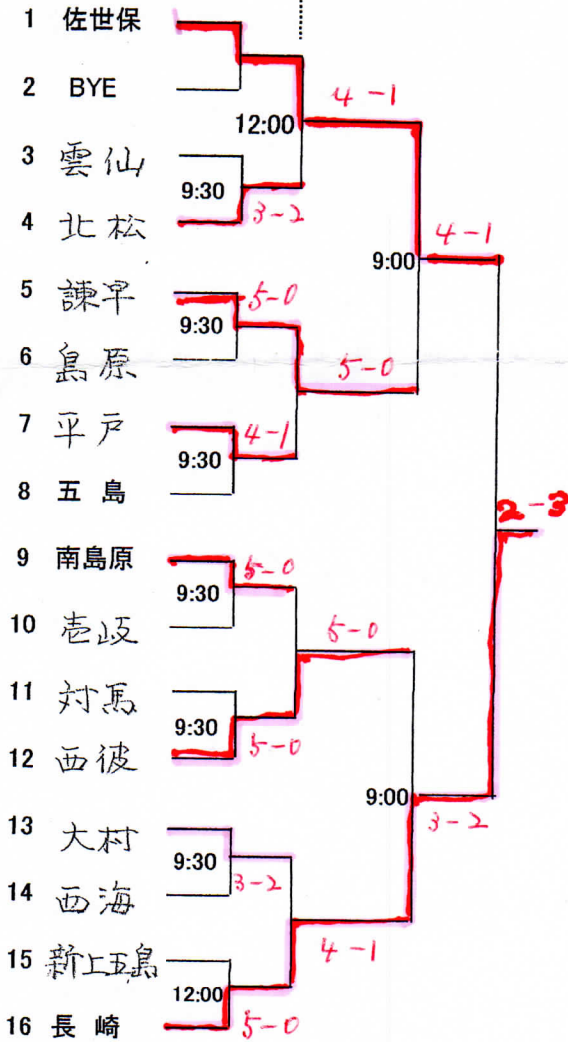 1 佐世保
2 BYE 4-1
12:00
3 雲仙
9:30
4 北松 3-2
9:00 4-1
5 諫早 5-0
9:30
6 島原 5-0
7 平戸 4-1
9:30
8 五島
2-3
9 南島原 5-0
9:30
10 壱岐 5-0
11 対馬
9:30
12 西彼 5-0
9:00 3-2
13 大村
9:30
3-2
14 西海
4-1
15 新上五島
12:00
16 長崎 5-0